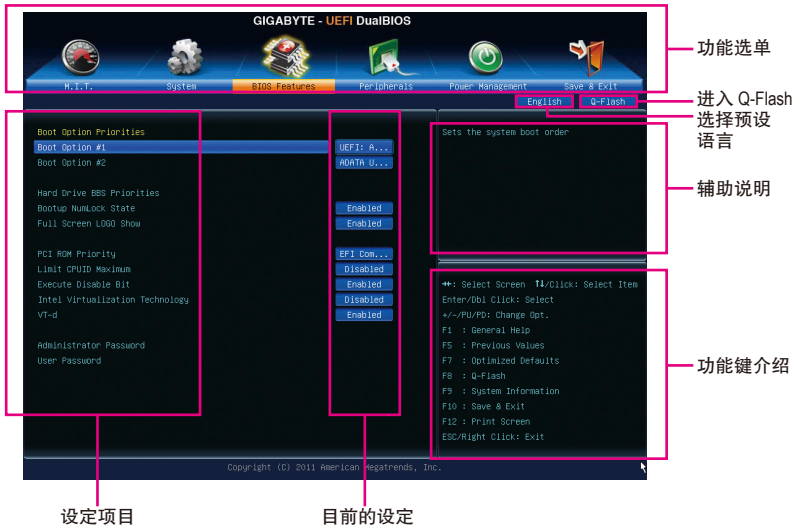 GIGABYTE - UEFI DualBIOS
功能选单
M.I.T. System BIOS Features Peripherals Power Management Save & Exit
English Q-Flash
进入 Q-Flash
选择预设
语言
Boot Option Priorities
Boot Option #1 UEFI: A...
Boot Option #2 ADATA U...
Hard Drive BBS Priorities
Bootup NumLock State Enabled
Full Screen LOGO Show Enabled
PCI ROM Priority EFI Com...
Limit CPUID Maximum Disabled
Execute Disable Bit Enabled
Intel Virtualization Technology Disabled
VT-d Enabled
Administrator Password
User Password
Sets the system boot order
辅助说明
→←: Select Screen ↑↓/Click: Select Item
Enter/Dbl Click: Select
+/-/PU/PD: Change Opt.
F1 : General Help
F5 : Previous Values
F7 : Optimized Defaults
F8 : Q-Flash
F9 : System Information
F10 : Save & Exit
F12 : Print Screen
ESC/Right Click: Exit
功能键介绍
Copyright (C) 2011 American Megatrends, Inc.
设定项目
目前的设定